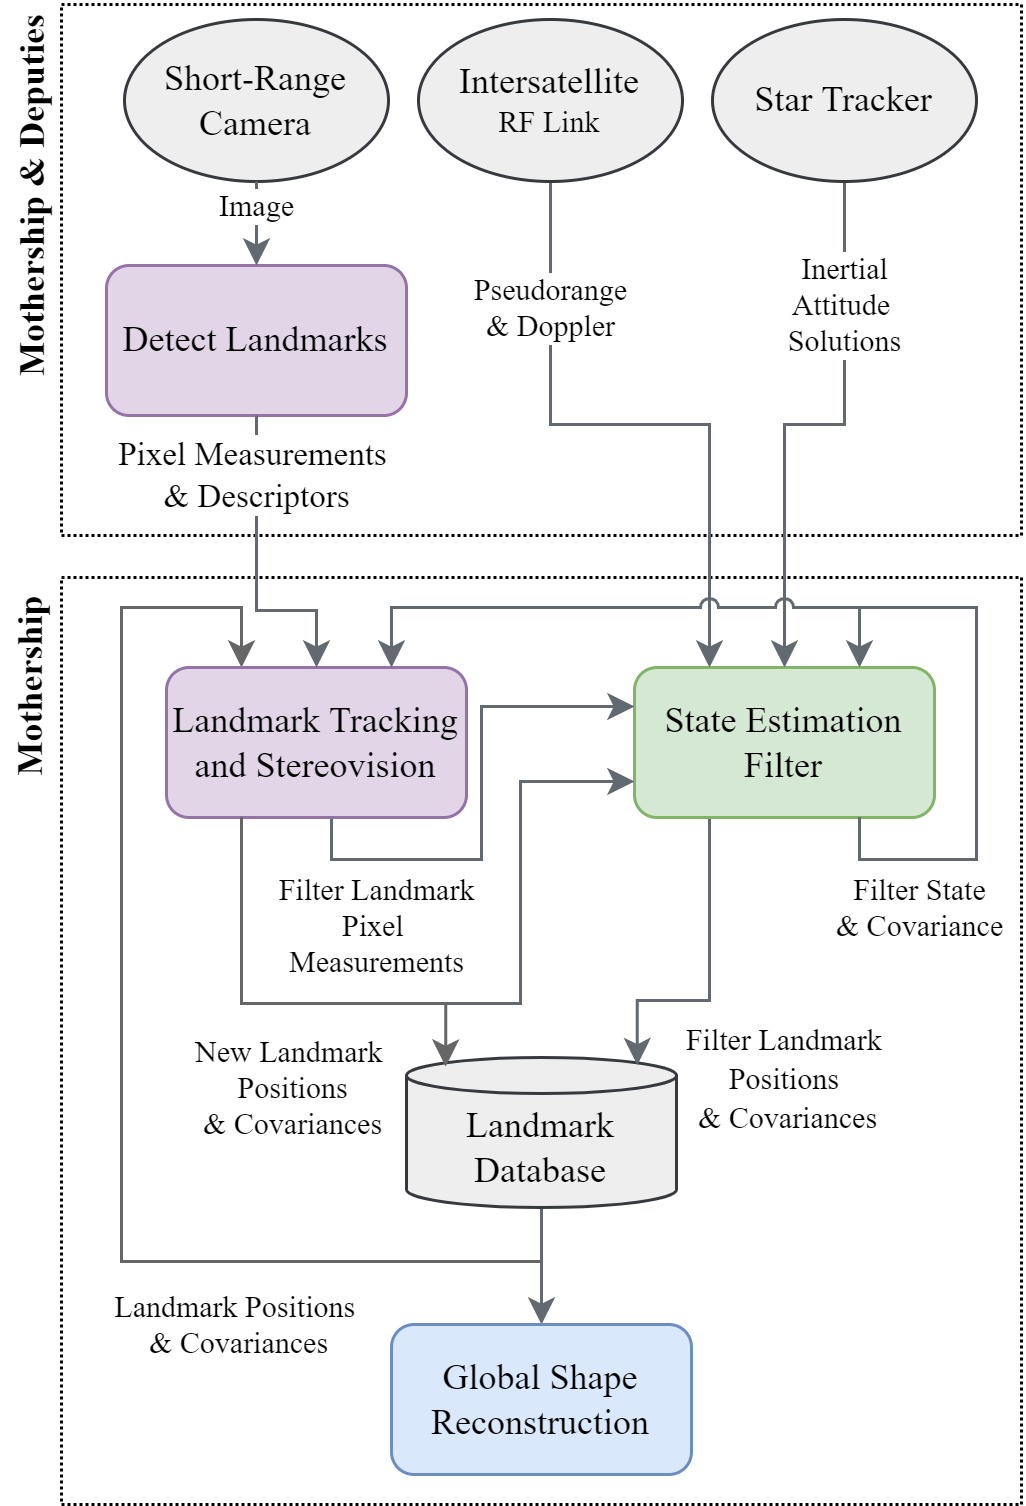 Mothership & Deputies
Short-Range
Camera
Intersatellite
RF Link
Star Tracker
Image
Detect Landmarks
Pseudorange
& Doppler
Inertial
Attitude
Solutions
Pixel Measurements
& Descriptors
Mothership
Landmark Tracking
and Stereovision
State Estimation
Filter
Filter Landmark
Pixel
Measurements
Filter State
& Covariance
New Landmark
Positions
& Covariances
Filter Landmark
Positions
& Covariances
Landmark
Database
Landmark Positions
& Covariances
Global Shape
Reconstruction